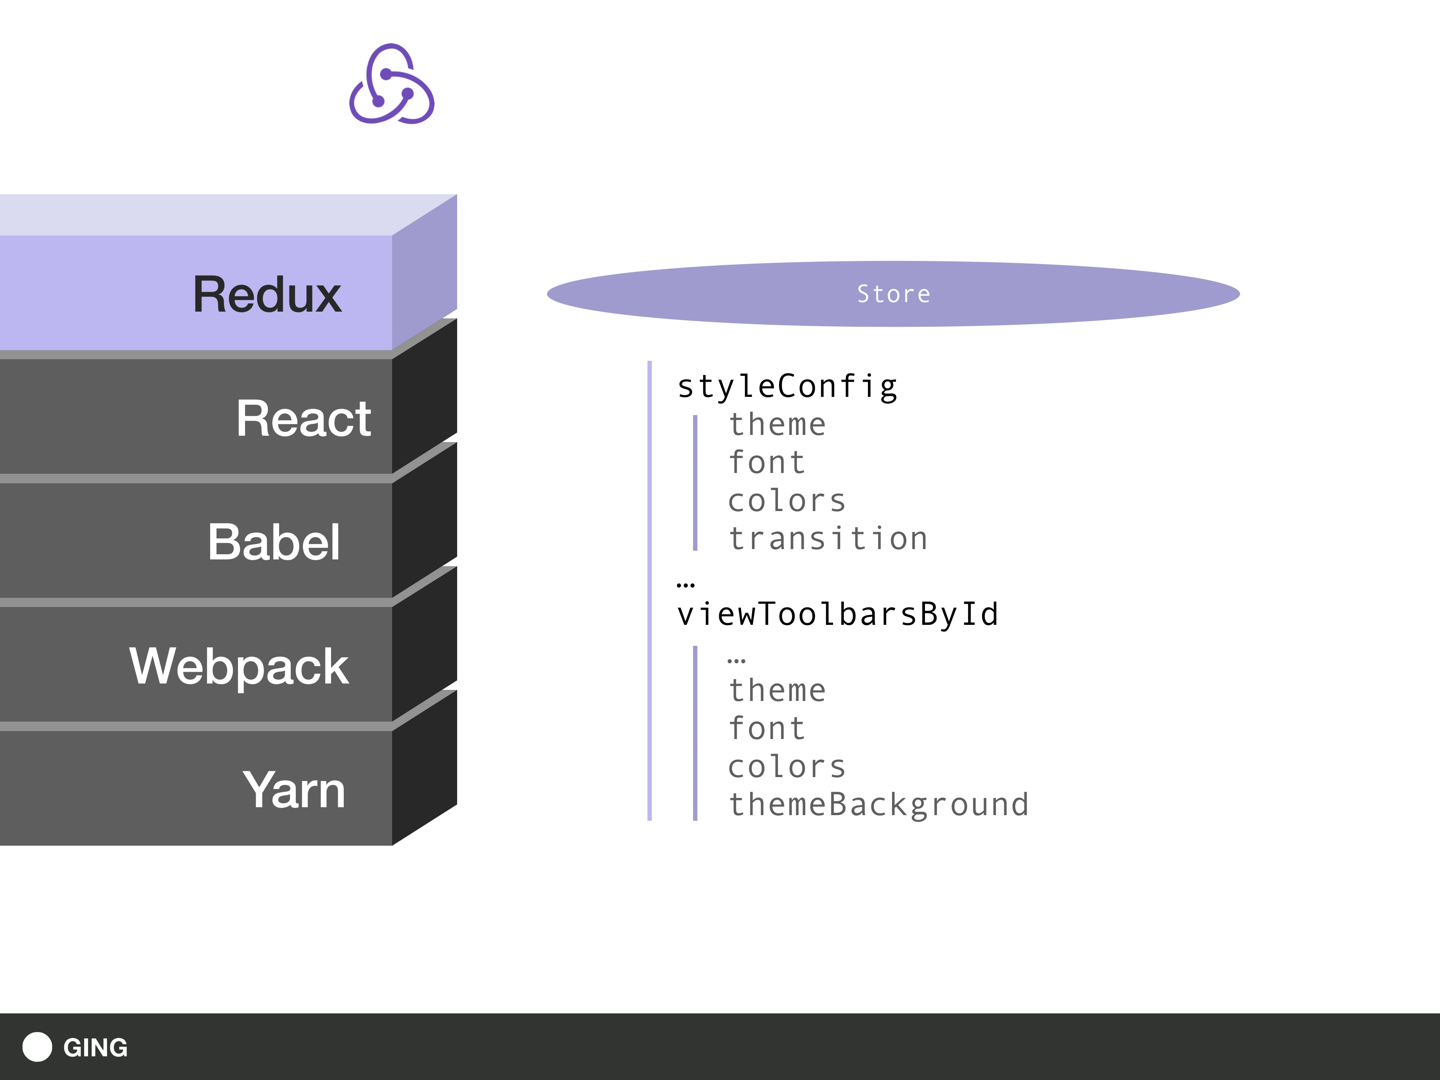 Redux
React
Babel
Webpack
Yarn
Store
styleConfig
theme
font
colors
transition
…
viewToolbarsById
…
theme
font
colors
themeBackground
GING